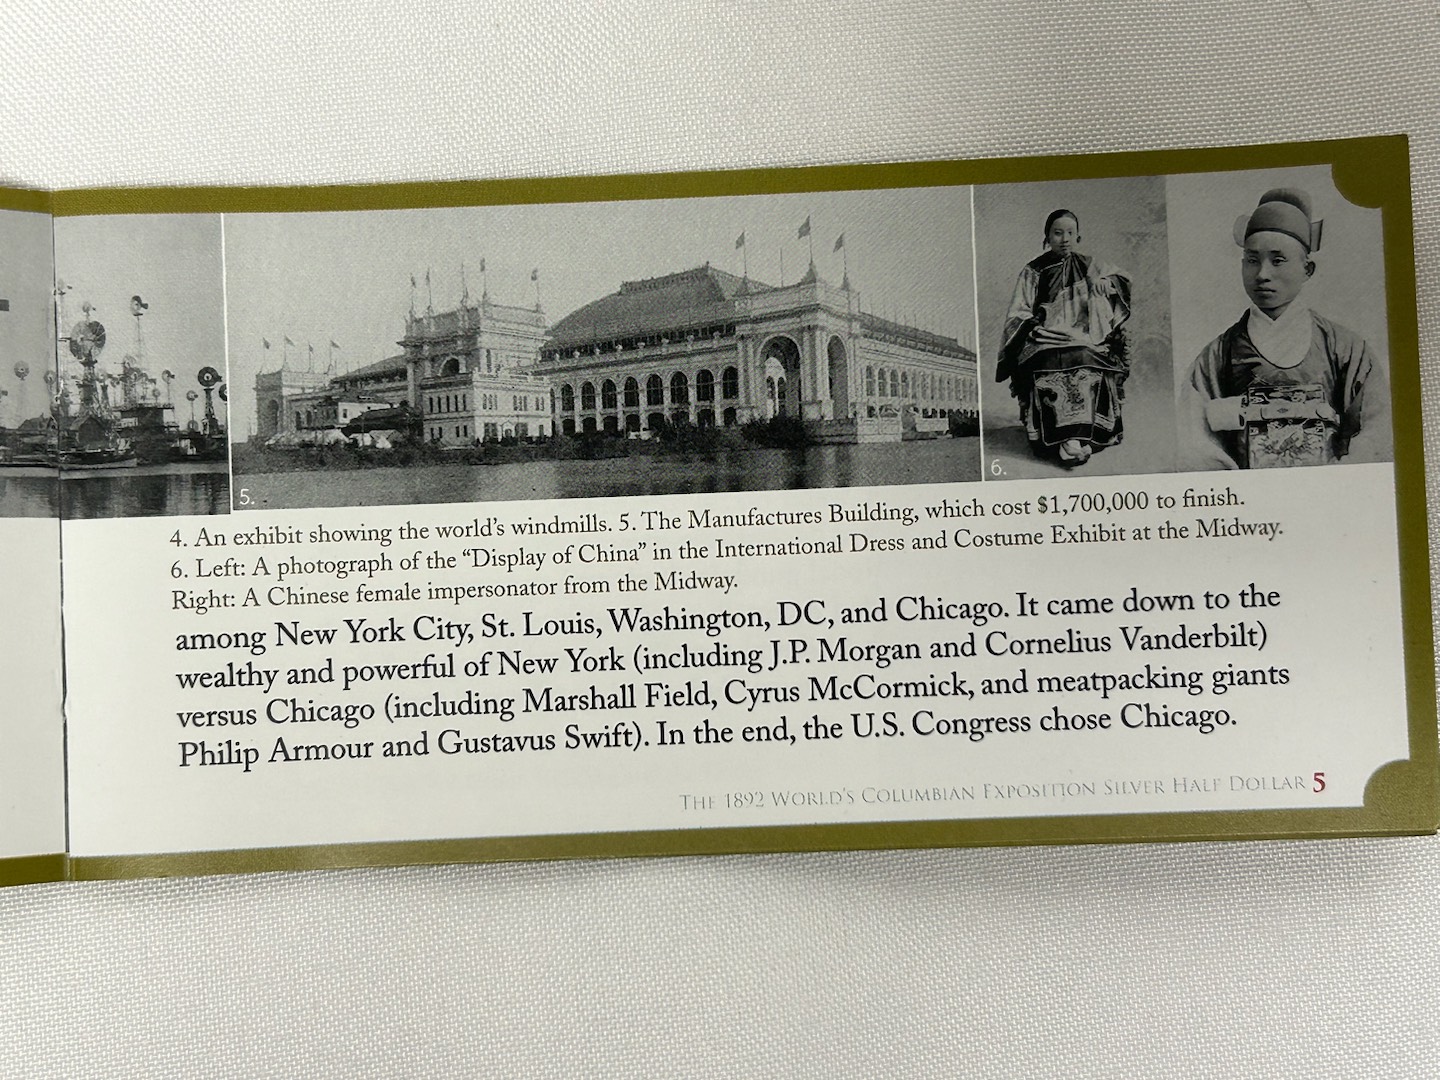 5.
6.
4. An exhibit showing the world's windmills. 5. The Manufactures Building, which cost $1,700,000 to finish.
6. Left: A photograph of the “Display of China” in the International Dress and Costume Exhibit at the Midway.
Right: A Chinese female impersonator from the Midway.
among New York City, St. Louis, Washington, DC, and Chicago. It came down to the
wealthy and powerful of New York (including J.P. Morgan and Cornelius Vanderbilt)
versus Chicago (including Marshall Field, Cyrus McCormick, and meatpacking giants
Philip Armour and Gustavus Swift). In the end, the U.S. Congress chose Chicago.
The 1892 World's Columbian Exposition Silver Half Dollar 5